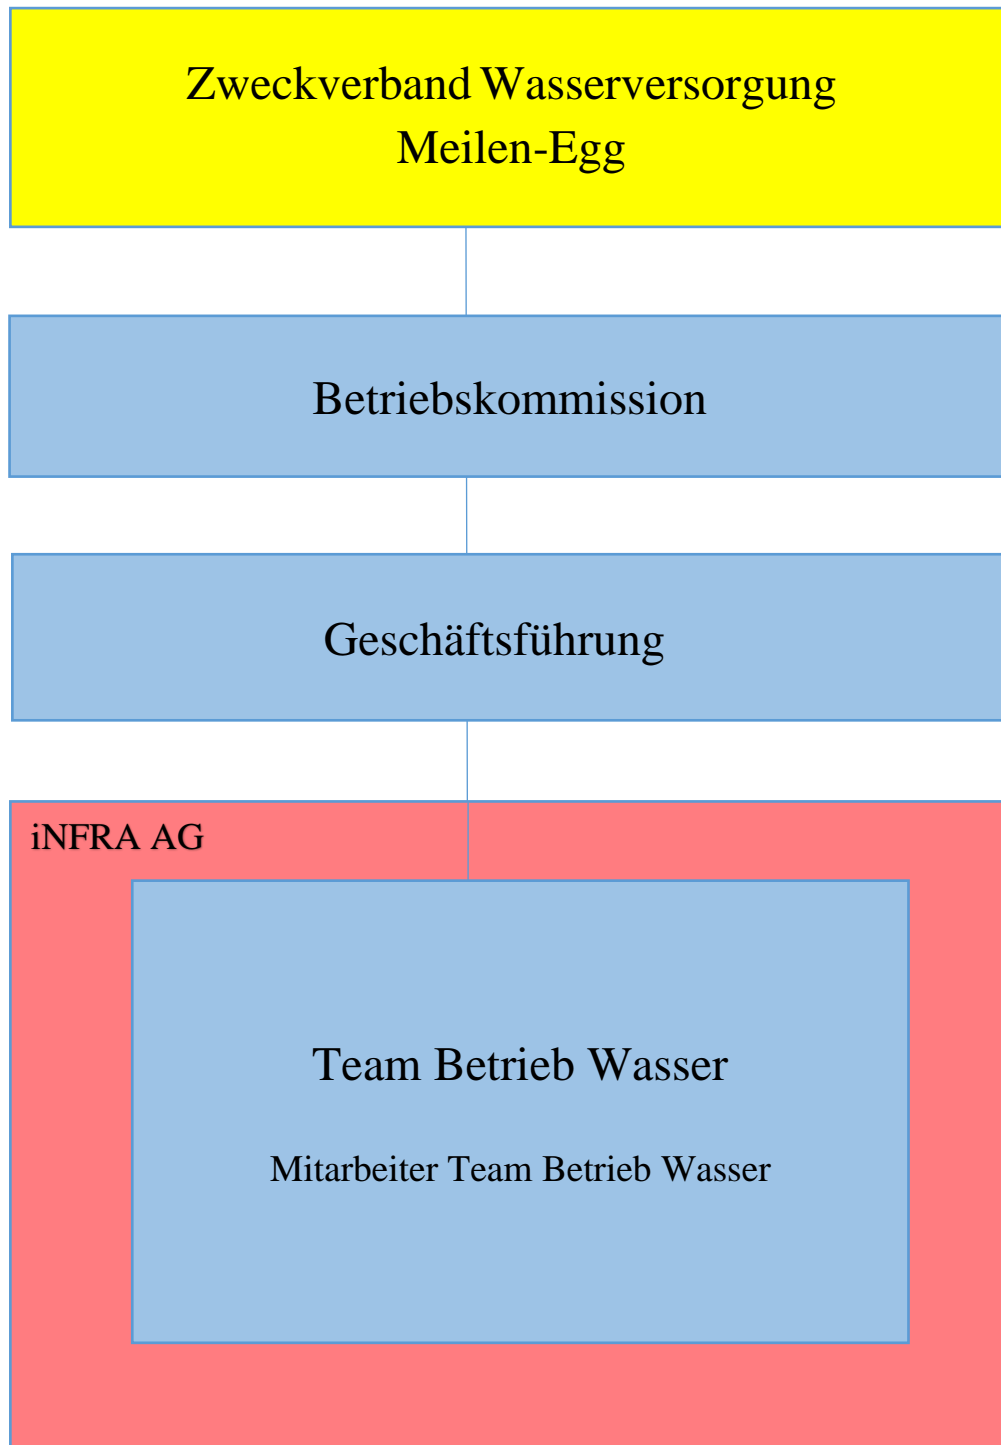 Zweckverband Wasserversorgung
Meilen-Egg
Betriebskommission
Geschäftsführung
iNFRA AG
Team Betrieb Wasser
Mitarbeiter Team Betrieb Wasser